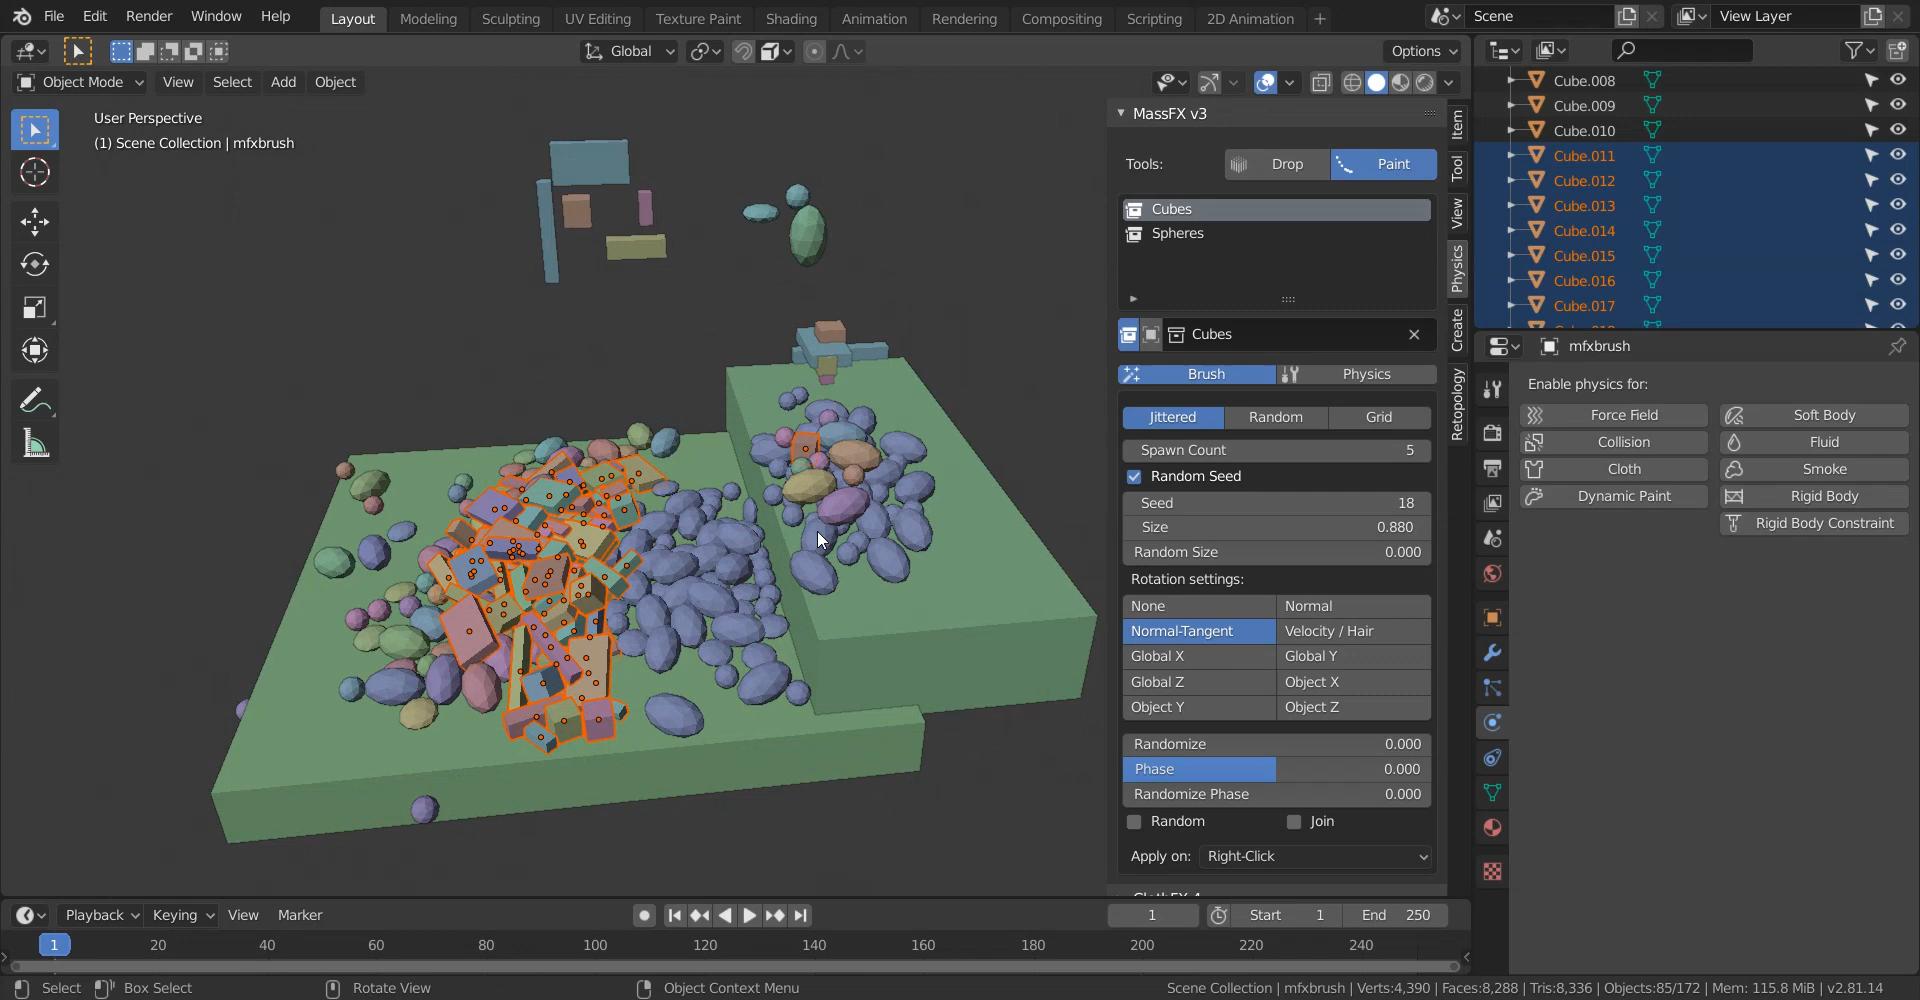 File Edit Render Window Help Layout Modeling Sculpting UV Editing Texture Paint Shading Animation Rendering Compositing Scripting 2D Animation + Scene View Layer
Global Options
Object Mode View Select Add Object
User Perspective
(1) Scene Collection | mfxbrush
MassFX v3
Tools: Drop Paint
Cubes
Spheres
Cubes
Brush Physics
Jittered Random Grid
Spawn Count 5
Random Seed
Seed 18
Size 0.880
Random Size 0.000
Rotation settings:
None Normal
Normal-Tangent Velocity / Hair
Global X Global Y
Global Z Object X
Object Y Object Z
Randomize 0.000
Phase 0.000
Randomize Phase 0.000
Random Join
Apply on: Right-Click
Item
Tool
View
Physics
Create
Retopology
Cube.008
Cube.009
Cube.010
Cube.011
Cube.012
Cube.013
Cube.014
Cube.015
Cube.016
Cube.017
mfxbrush
Enable physics for:
Force Field Soft Body
Collision Fluid
Cloth Smoke
Dynamic Paint Rigid Body
Rigid Body Constraint
Playback Keying View Marker 1 Start 1 End 250
1 20 40 60 80 100 120 140 160 180 200 220 240
Select Box Select Rotate View Object Context Menu Scene Collection | mfxbrush | Verts:4,390 | Faces:8,288 | Tris:8,336 | Objects:85/172 | Mem: 115.8 MiB | v2.81.14